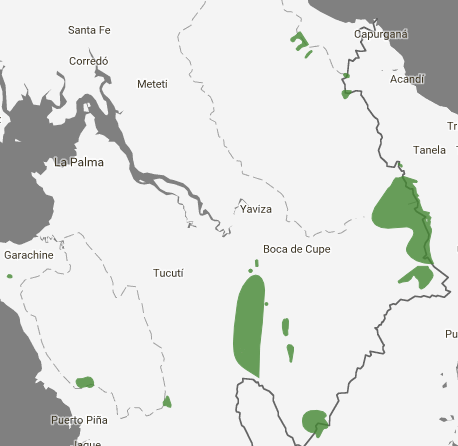 Santa Fe
Capurganá
Corredó
Meteti
Acandí
Tr
La Palma
Tanela
Yaviza
Garachine
Boca de Cupe
Tucutí
Pu
Puerto Piña
Jaque